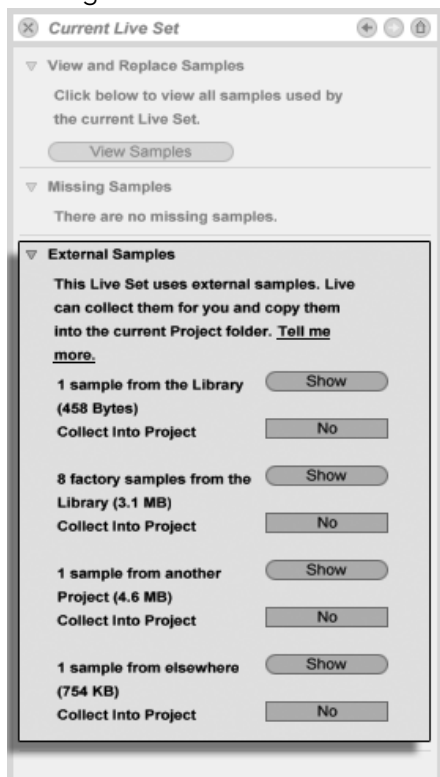 Current Live Set
View and Replace Samples
Click below to view all samples used by
the current Live Set.
View Samples
Missing Samples
There are no missing samples.
External Samples
This Live Set uses external samples. Live
can collect them for you and copy them
into the current Project folder. Tell me
more.
1 sample from the Library Show
(458 Bytes)
Collect Into Project No
8 factory samples from the Show
Library (3.1 MB)
Collect Into Project No
1 sample from another Show
Project (4.6 MB)
Collect Into Project No
1 sample from elsewhere Show
(754 KB)
Collect Into Project No